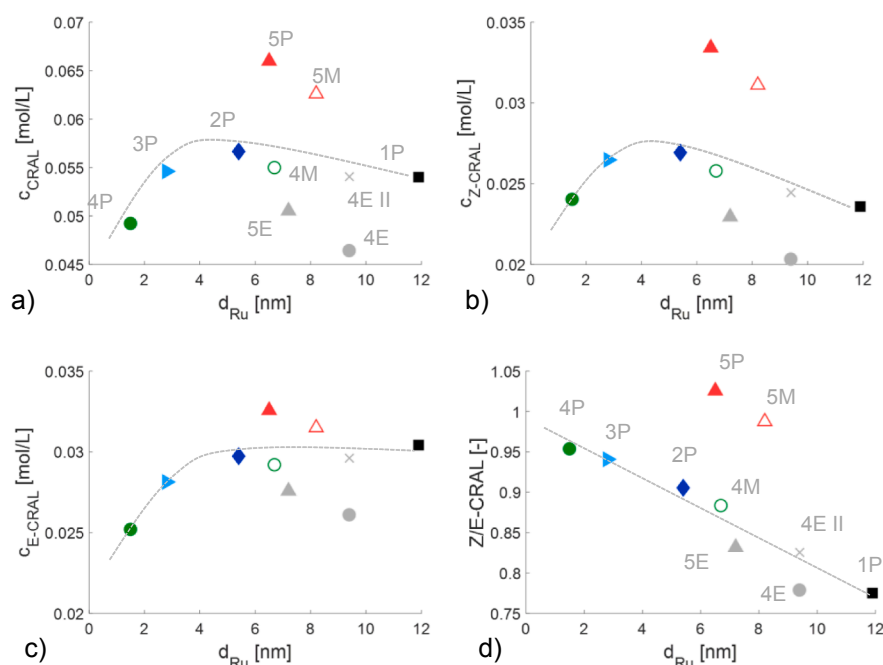 0.07
0.065
0.06
0.055
0.05
0.045
c_CRAL [mol/L]
5P
5M
2P
3P
1P
4P
4M
4E II
5E
4E
0 2 4 6 8 10 12
d_Ru [nm]
a)
0.035
0.03
0.025
0.02
c_Z-CRAL [mol/L]
0 2 4 6 8 10 12
d_Ru [nm]
b)
0.035
0.03
0.025
0.02
c_E-CRAL [mol/L]
0 2 4 6 8 10 12
d_Ru [nm]
c)
1.05
1
0.95
0.9
0.85
0.8
0.75
Z/E-CRAL [-]
5P
4P
5M
3P
2P
4M
4E II
5E
1P
4E
0 2 4 6 8 10 12
d_Ru [nm]
d)